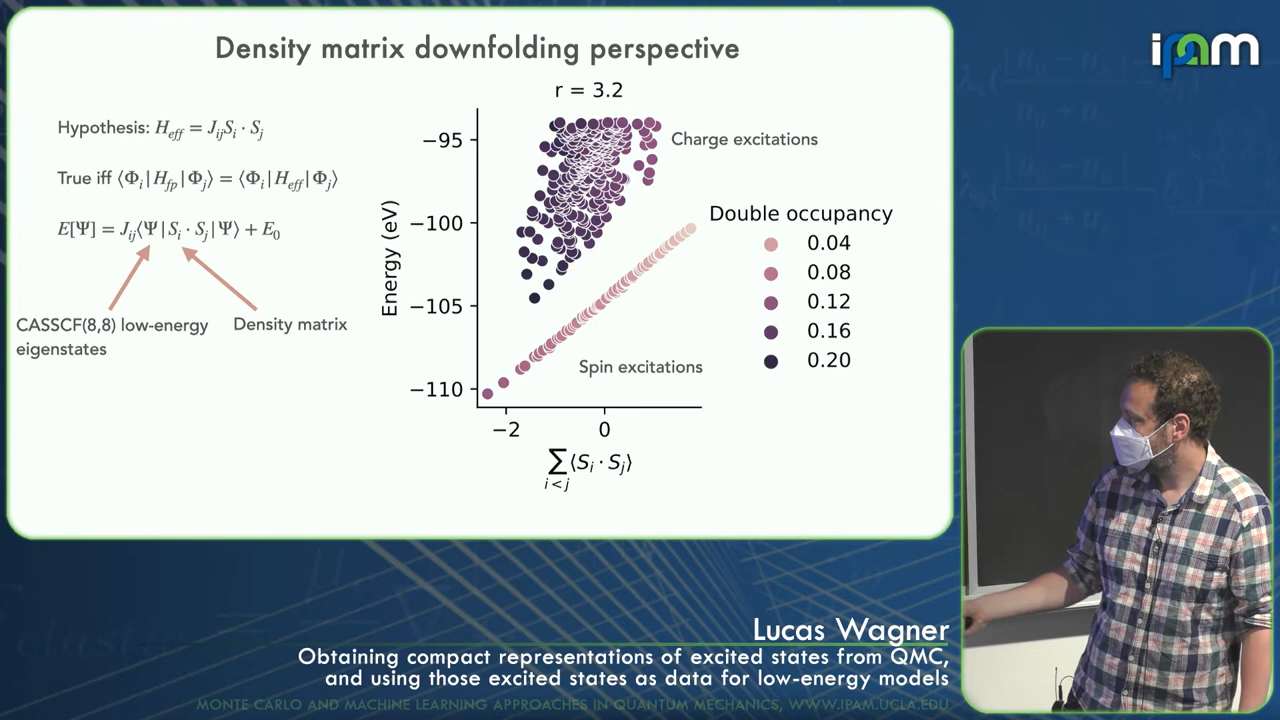 Density matrix downfolding perspective
ipam
Hypothesis: H_eff = J_ij S_i · S_j
True iff ⟨Φ_i|H_fp|Φ_j⟩ = ⟨Φ_i|H_eff|Φ_j⟩
E[Ψ] = J_ij⟨Ψ|S_i · S_j|Ψ⟩ + E_0
CASSCF(8,8) low-energy
eigenstates
Density matrix
r = 3.2
Energy (eV)
−95
−100
−105
−110
−2
0
∑_{i<j}⟨S_i · S_j⟩
Charge excitations
Spin excitations
Double occupancy
0.04
0.08
0.12
0.16
0.20
Lucas Wagner
Obtaining compact representations of excited states from QMC,
and using those excited states as data for low-energy models
MONTE CARLO AND MACHINE LEARNING APPROACHES IN QUANTUM MECHANICS, WWW.IPAM.UCLA.EDU